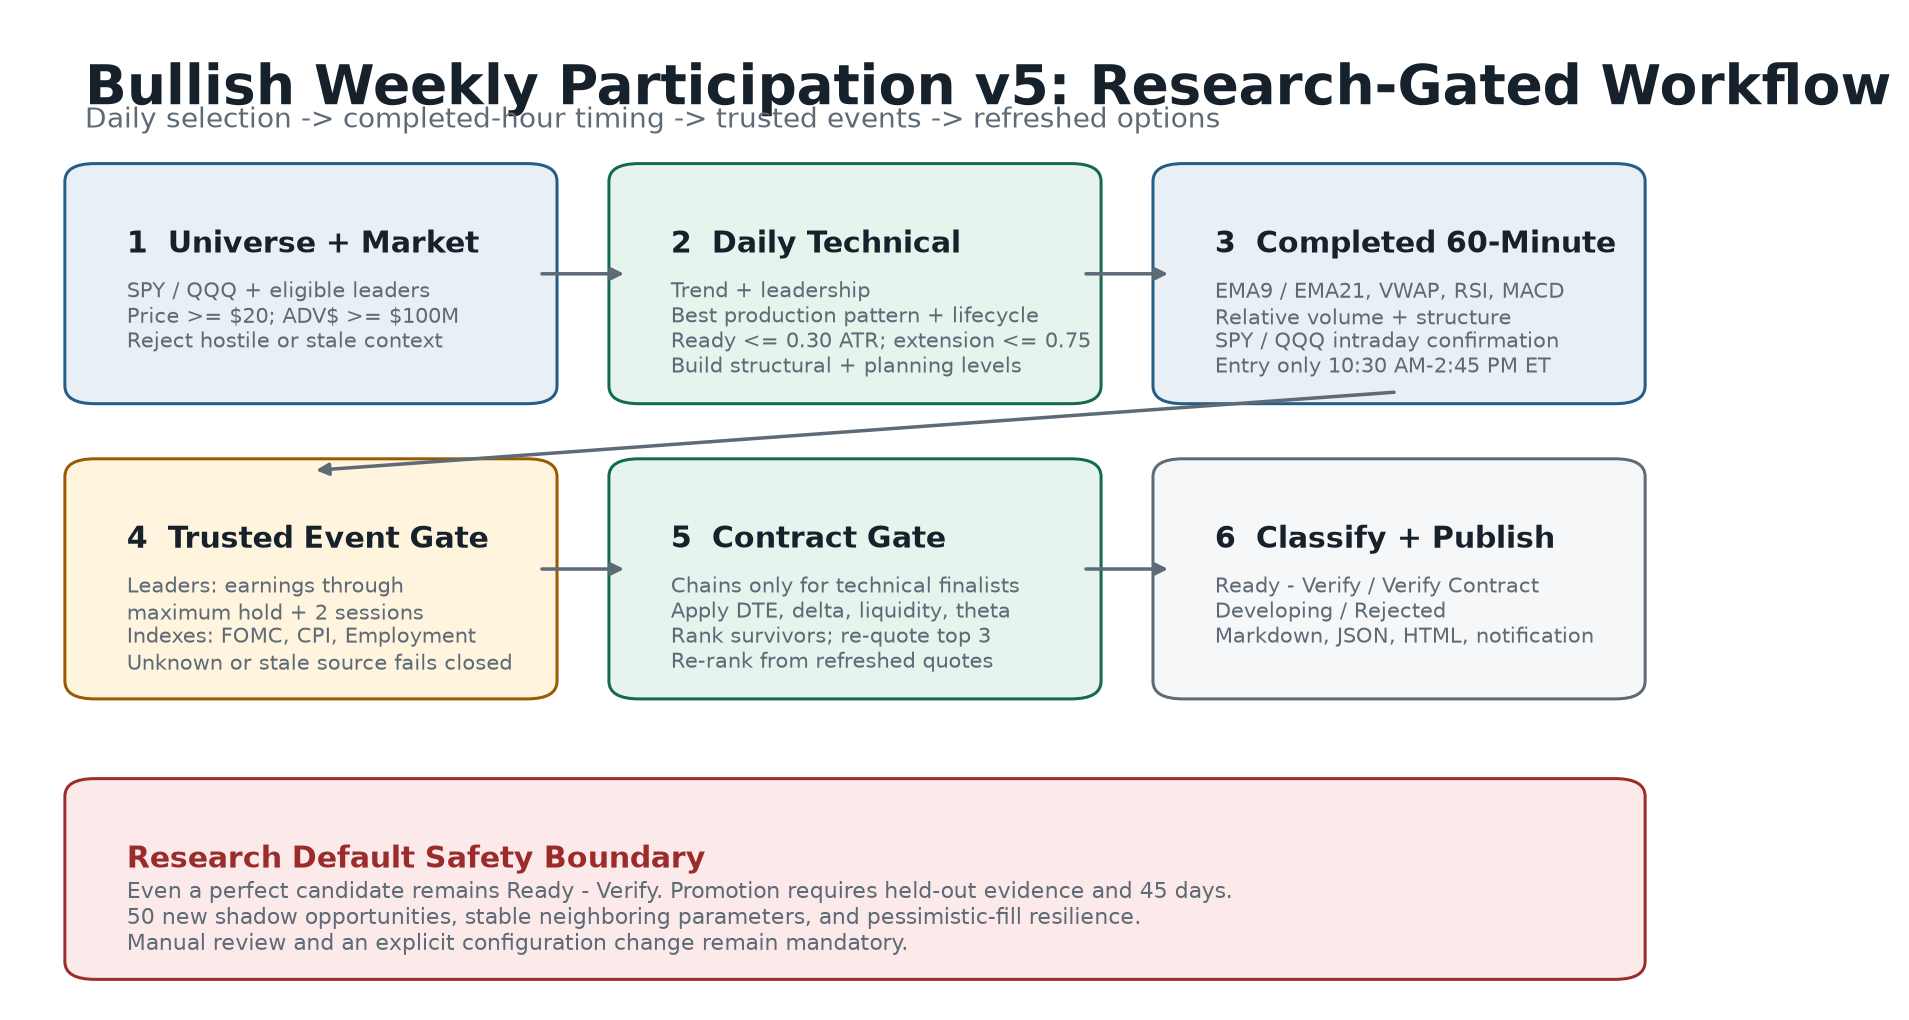 Bullish Weekly Participation v5: Research-Gated Workflow
Daily selection -> completed-hour timing -> trusted events -> refreshed options
1 Universe + Market
SPY / QQQ + eligible leaders
Price >= $20; ADV$ >= $100M
Reject hostile or stale context
2 Daily Technical
Trend + leadership
Best production pattern + lifecycle
Ready <= 0.30 ATR; extension <= 0.75
Build structural + planning levels
3 Completed 60-Minute
EMA9 / EMA21, VWAP, RSI, MACD
Relative volume + structure
SPY / QQQ intraday confirmation
Entry only 10:30 AM-2:45 PM ET
4 Trusted Event Gate
Leaders: earnings through
maximum hold + 2 sessions
Indexes: FOMC, CPI, Employment
Unknown or stale source fails closed
5 Contract Gate
Chains only for technical finalists
Apply DTE, delta, liquidity, theta
Rank survivors; re-quote top 3
Re-rank from refreshed quotes
6 Classify + Publish
Ready - Verify / Verify Contract
Developing / Rejected
Markdown, JSON, HTML, notification
Research Default Safety Boundary
Even a perfect candidate remains Ready - Verify. Promotion requires held-out evidence and 45 days.
50 new shadow opportunities, stable neighboring parameters, and pessimistic-fill resilience.
Manual review and an explicit configuration change remain mandatory.